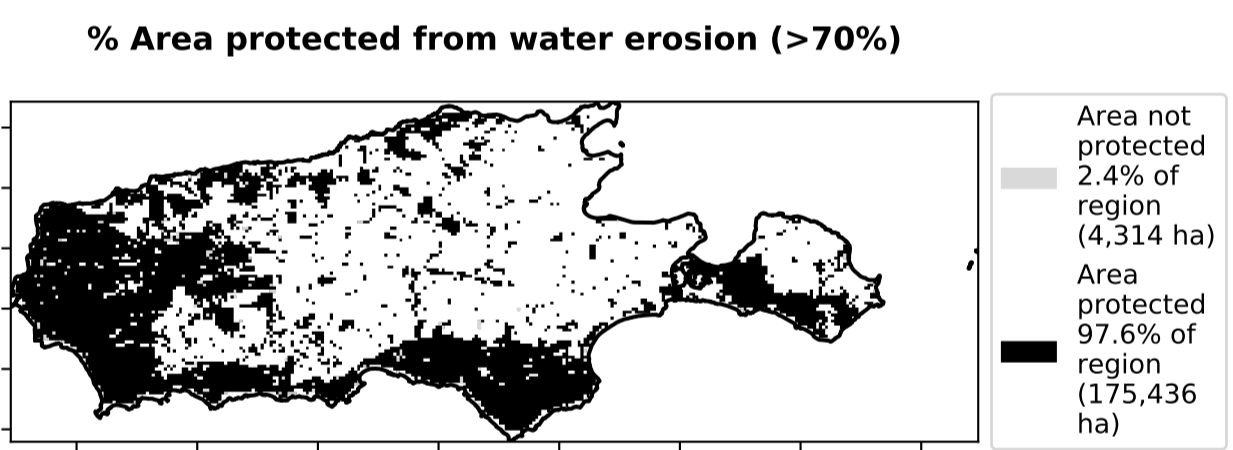 % Area protected from water erosion (>70%)
Area not
protected
2.4% of
region
(4,314 ha)
Area
protected
97.6% of
region
(175,436
ha)